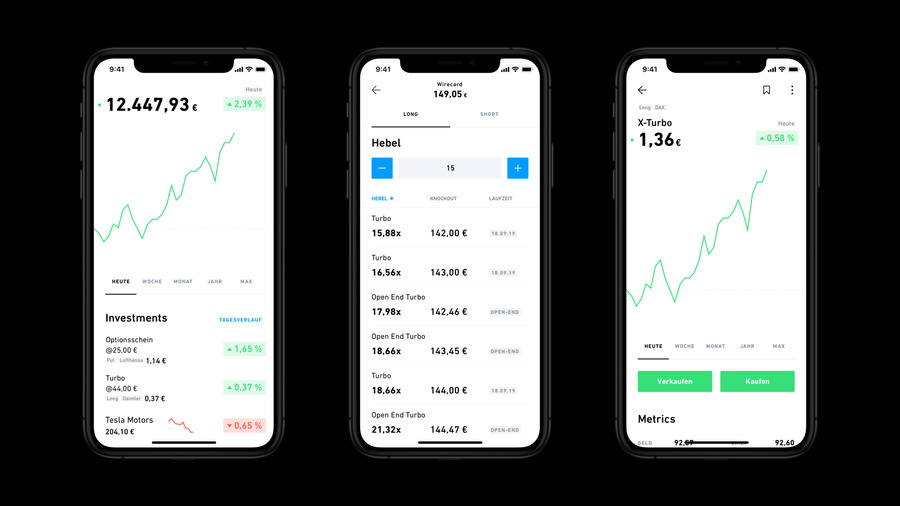 9:41
Heute
12.447,93 €
2,39 %
HEUTE WOCHE MONAT JAHR MAX
Investments TAGESVERLAUF
Optionsschein
@25,00 €
Put Lufthansa 1,14 €
1,65 %
Turbo
@44,00 €
Long Daimler 0,37 €
0,37 %
Tesla Motors
204,10 €
0,65 %
9:41
Wirecard
149,05 €
LONG SHORT
Hebel
15
HEBEL KNOCKOUT LAUFZEIT
Turbo
15,88x 142,00 € 18.09.19
Turbo
16,56x 143,00 € 18.09.19
Open End Turbo
17,98x 142,46 € OPEN-END
Open End Turbo
18,66x 143,45 € OPEN-END
Turbo
18,66x 144,00 € 18.09.19
Open End Turbo
21,32x 144,47 € OPEN-END
9:41
Long DAX
X-Turbo Heute
1,36 €
0,58 %
HEUTE WOCHE MONAT JAHR MAX
Verkaufen Kaufen
Metrics
GELD 92,57 92,60